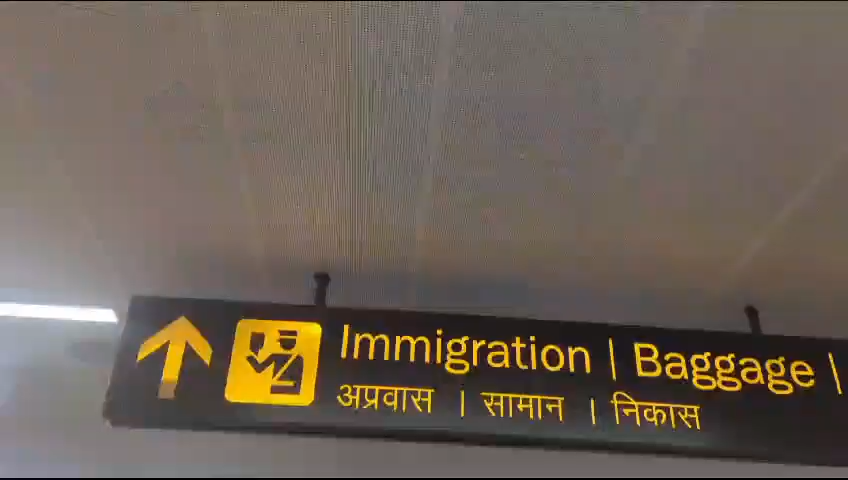 Immigration | Baggage |
अप्रवास | सामान | निकास